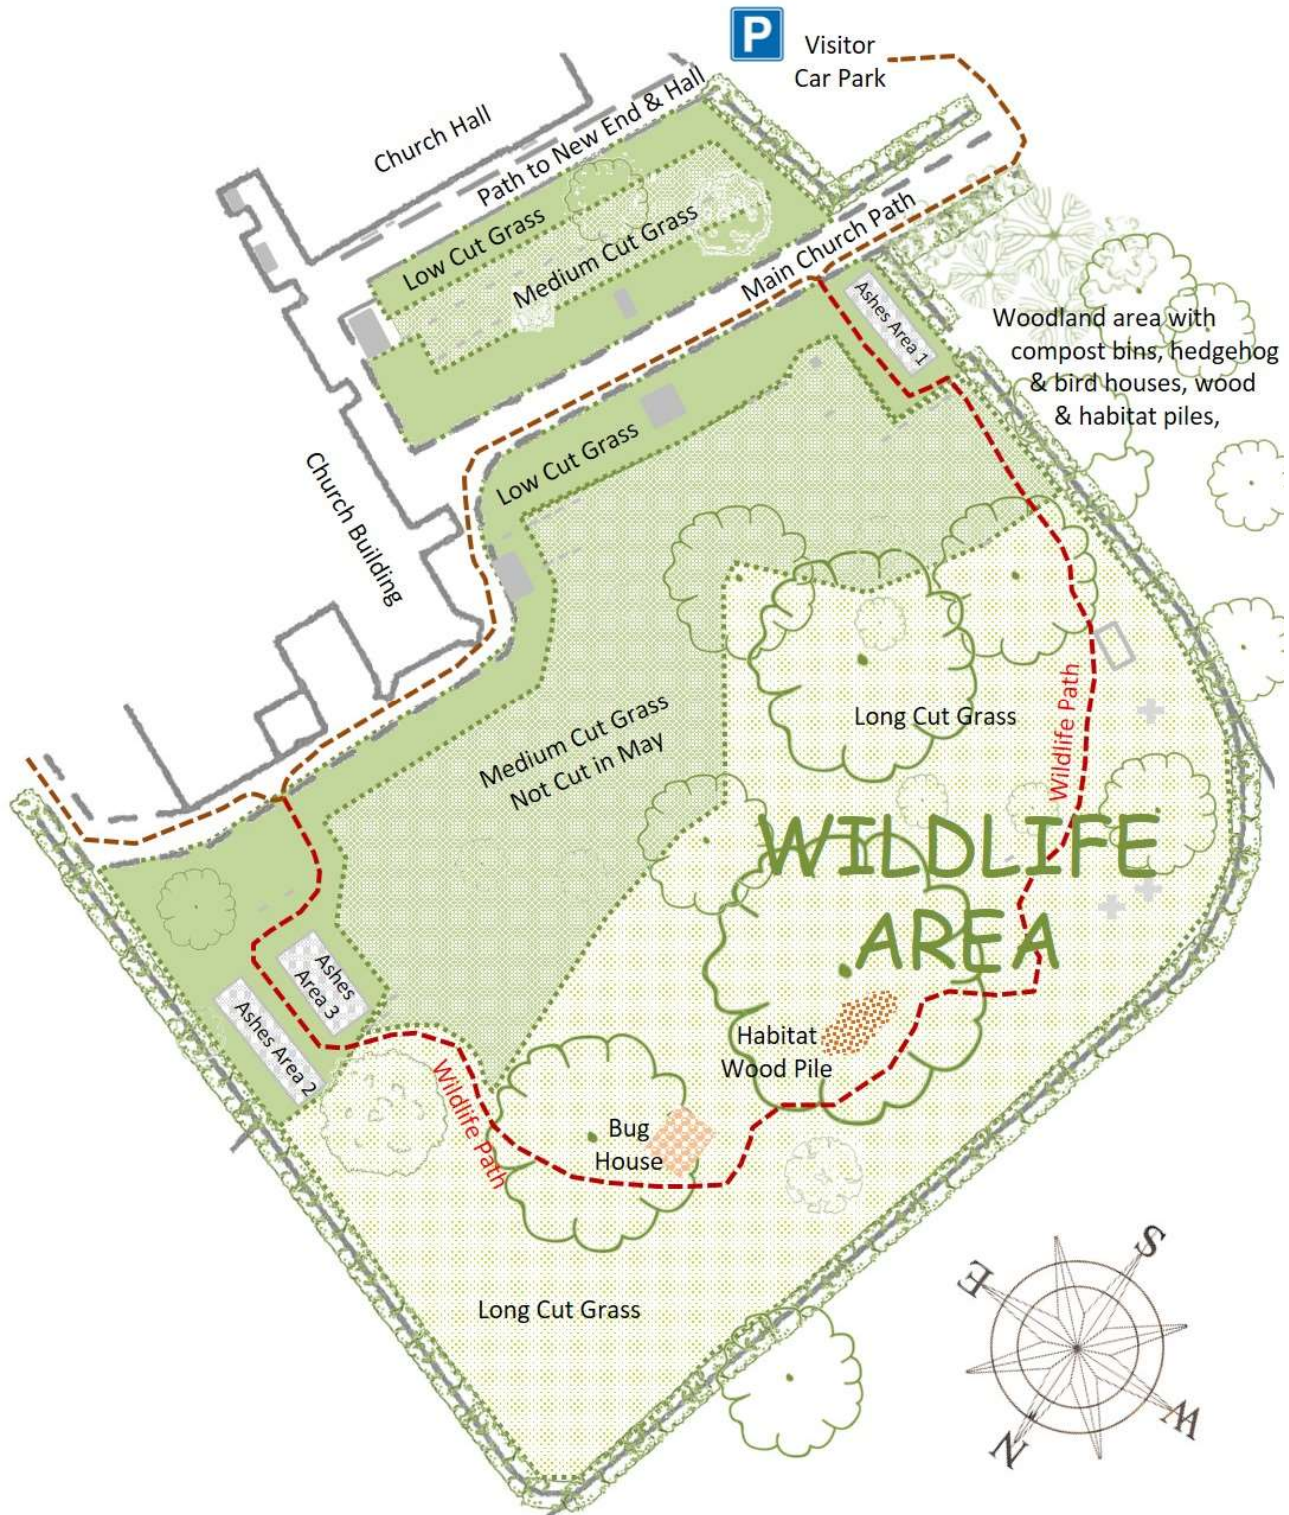 P
Visitor
Car Park
Church Hall
Path to New End & Hall
Low Cut Grass
Medium Cut Grass
Main Church Path
Ashes Area 1
Woodland area with
compost bins, hedgehog
& bird houses, wood
& habitat piles,
Low Cut Grass
Church Building
Medium Cut Grass
Not Cut in May
Long Cut Grass
Wildlife Path
WILDLIFE
AREA
Ashes
Area 3
Ashes Area 2
Habitat
Wood Pile
Wildlife Path
Bug
House
Long Cut Grass
S
E
W
N